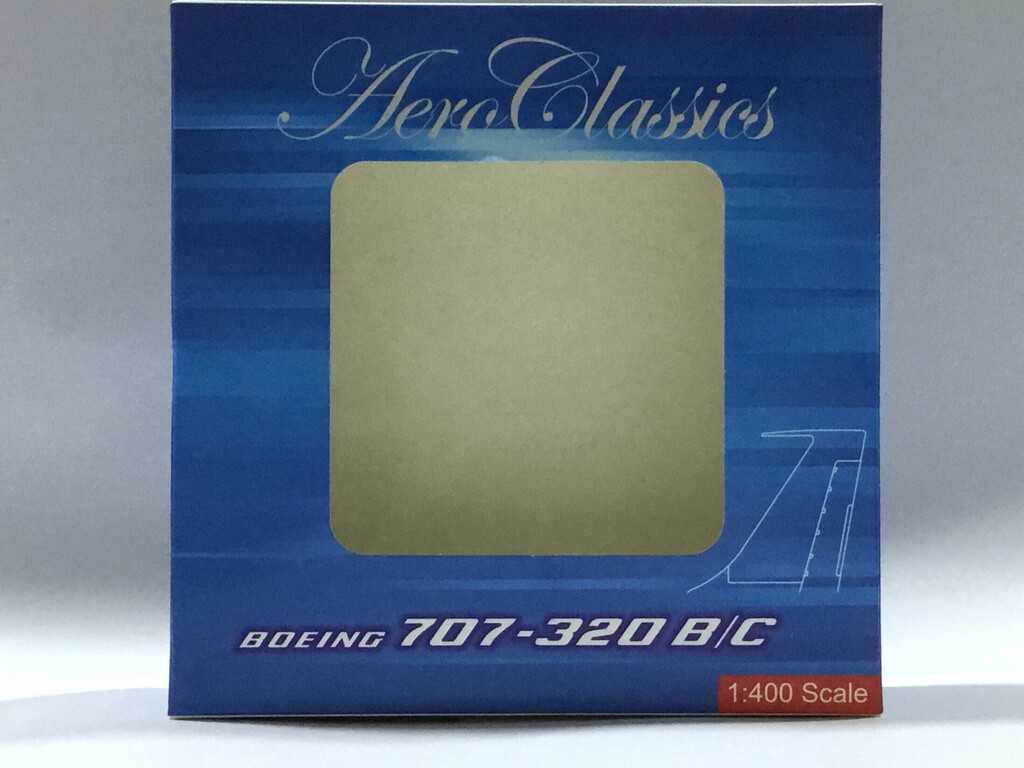 AeroClassics
BOEING 707-320 B/C
1:400 Scale